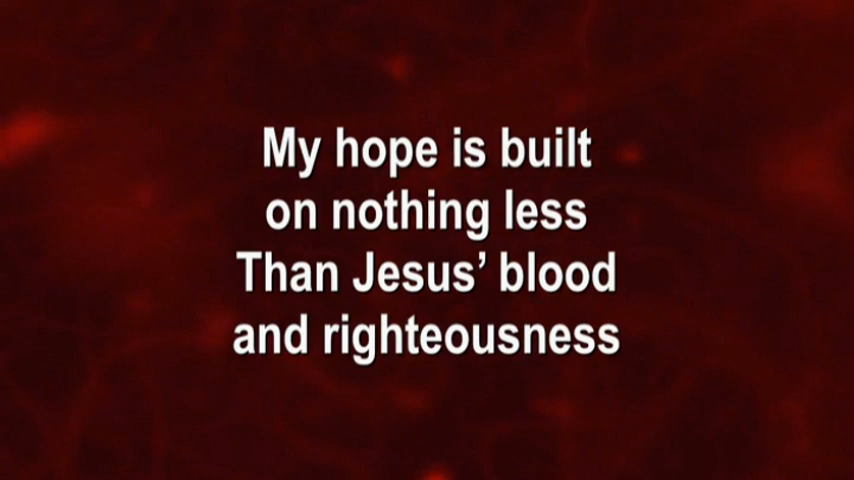 My hope is built
on nothing less
Than Jesus’ blood
and righteousness